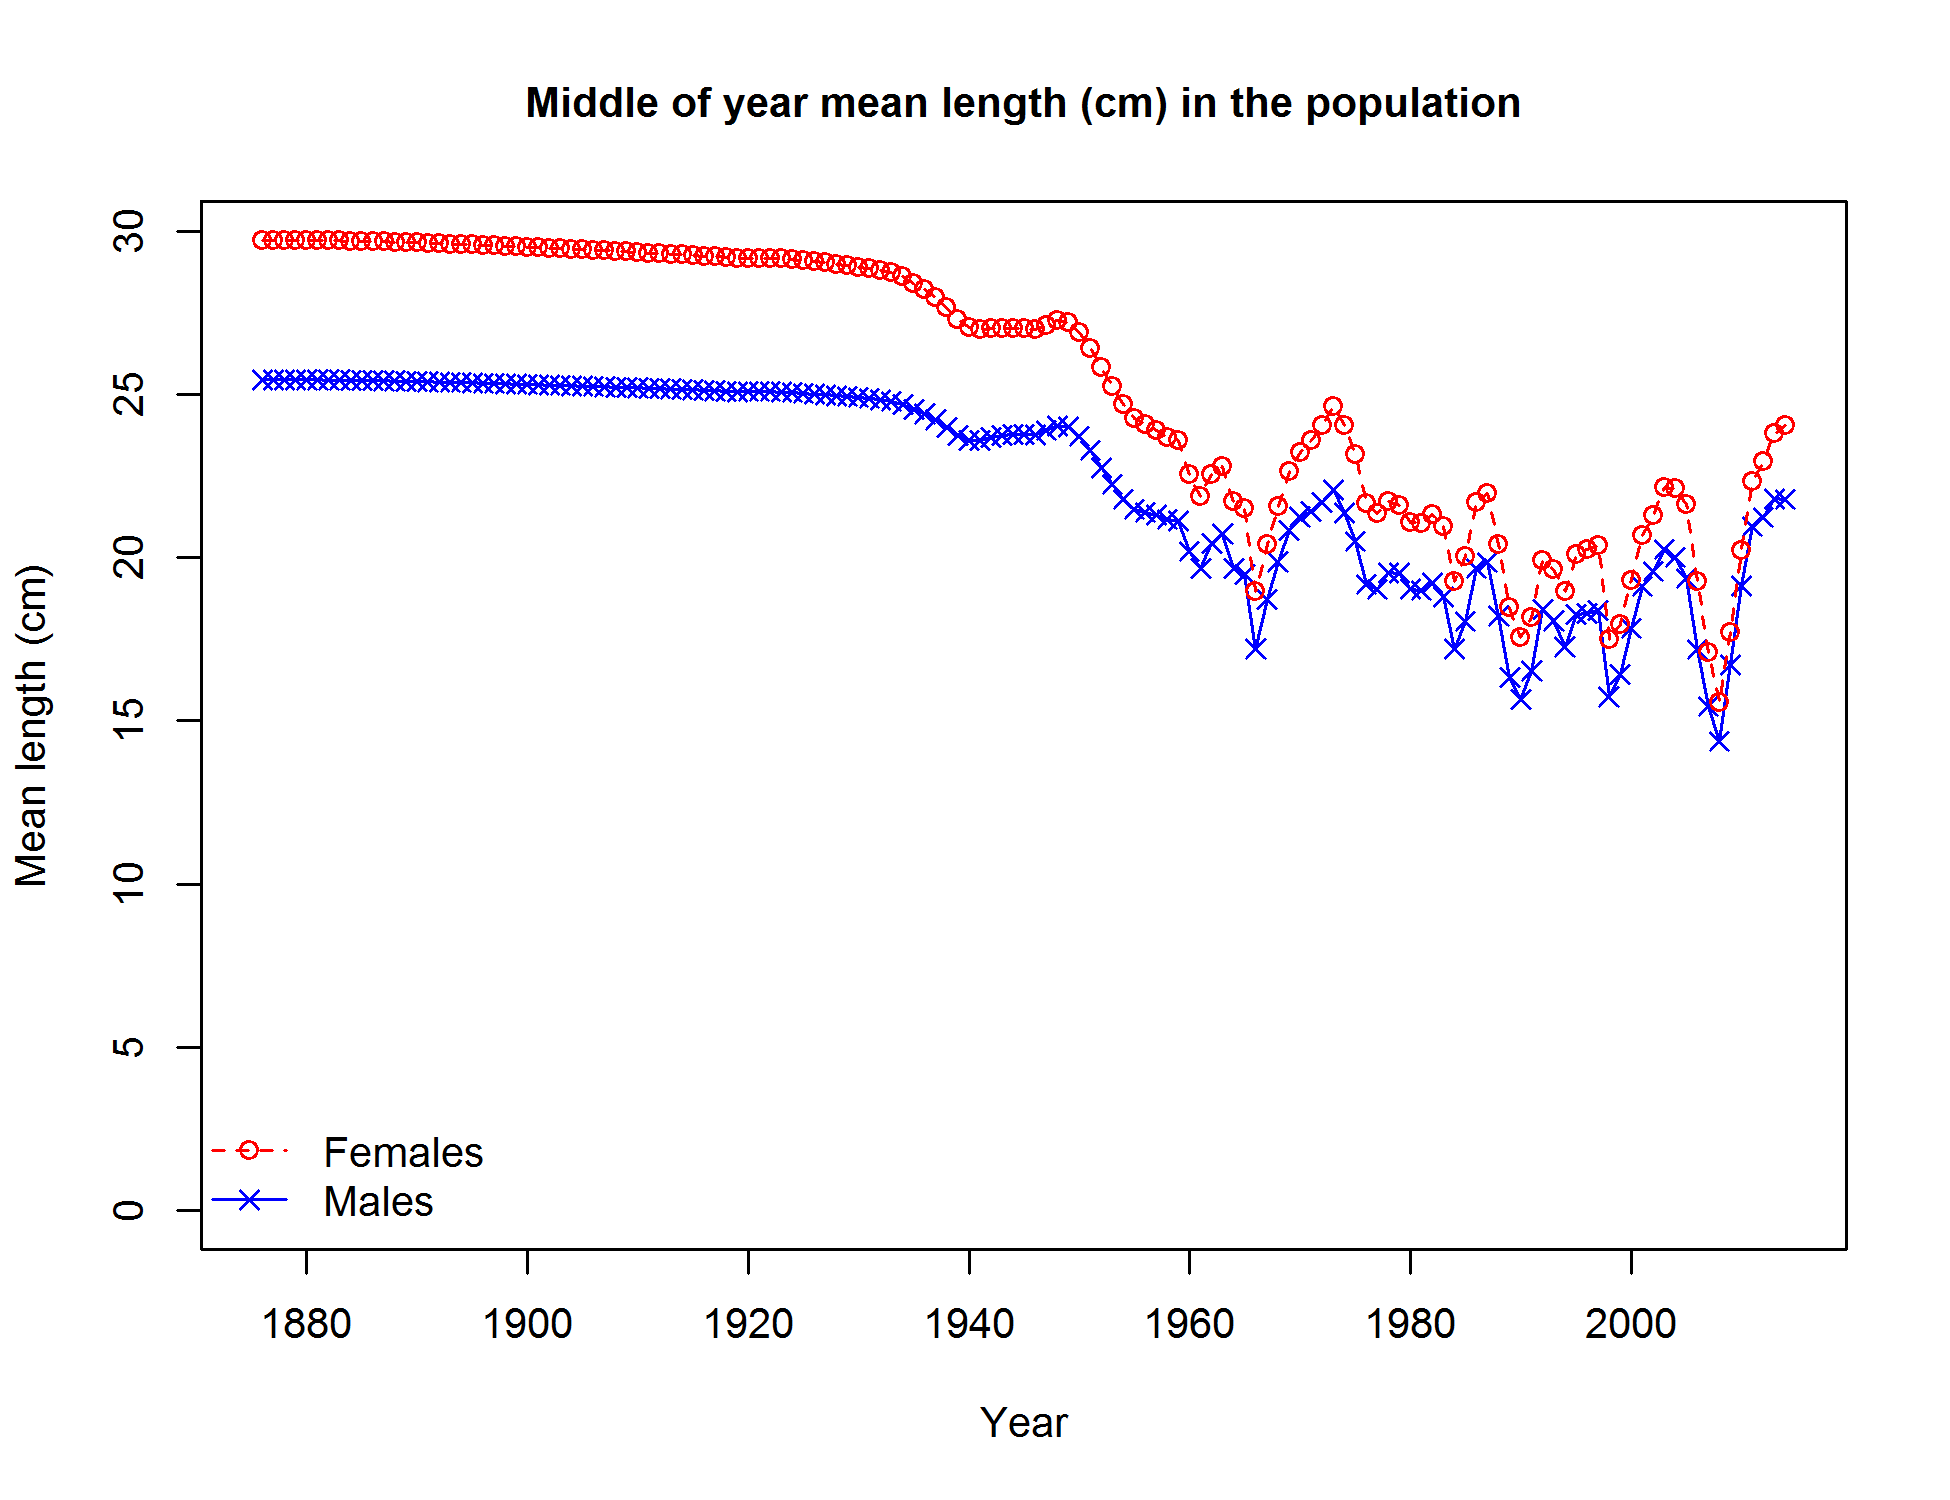 Middle of year mean length (cm) in the population
Mean length (cm)
30
25
20
15
10
5
0
Females
Males
1880 1900 1920 1940 1960 1980 2000
Year